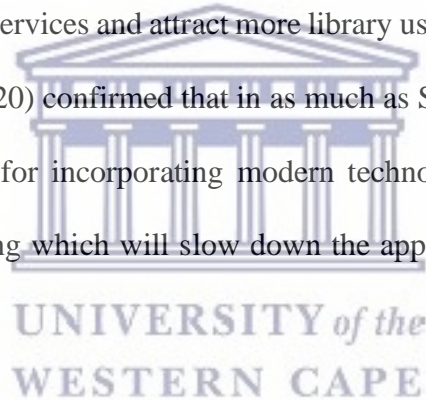 ervices and attract more library us
20) confirmed that in as much as S
for incorporating modern techno
ng which will slow down the app
UNIVERSITY of the
WESTERN CAPE